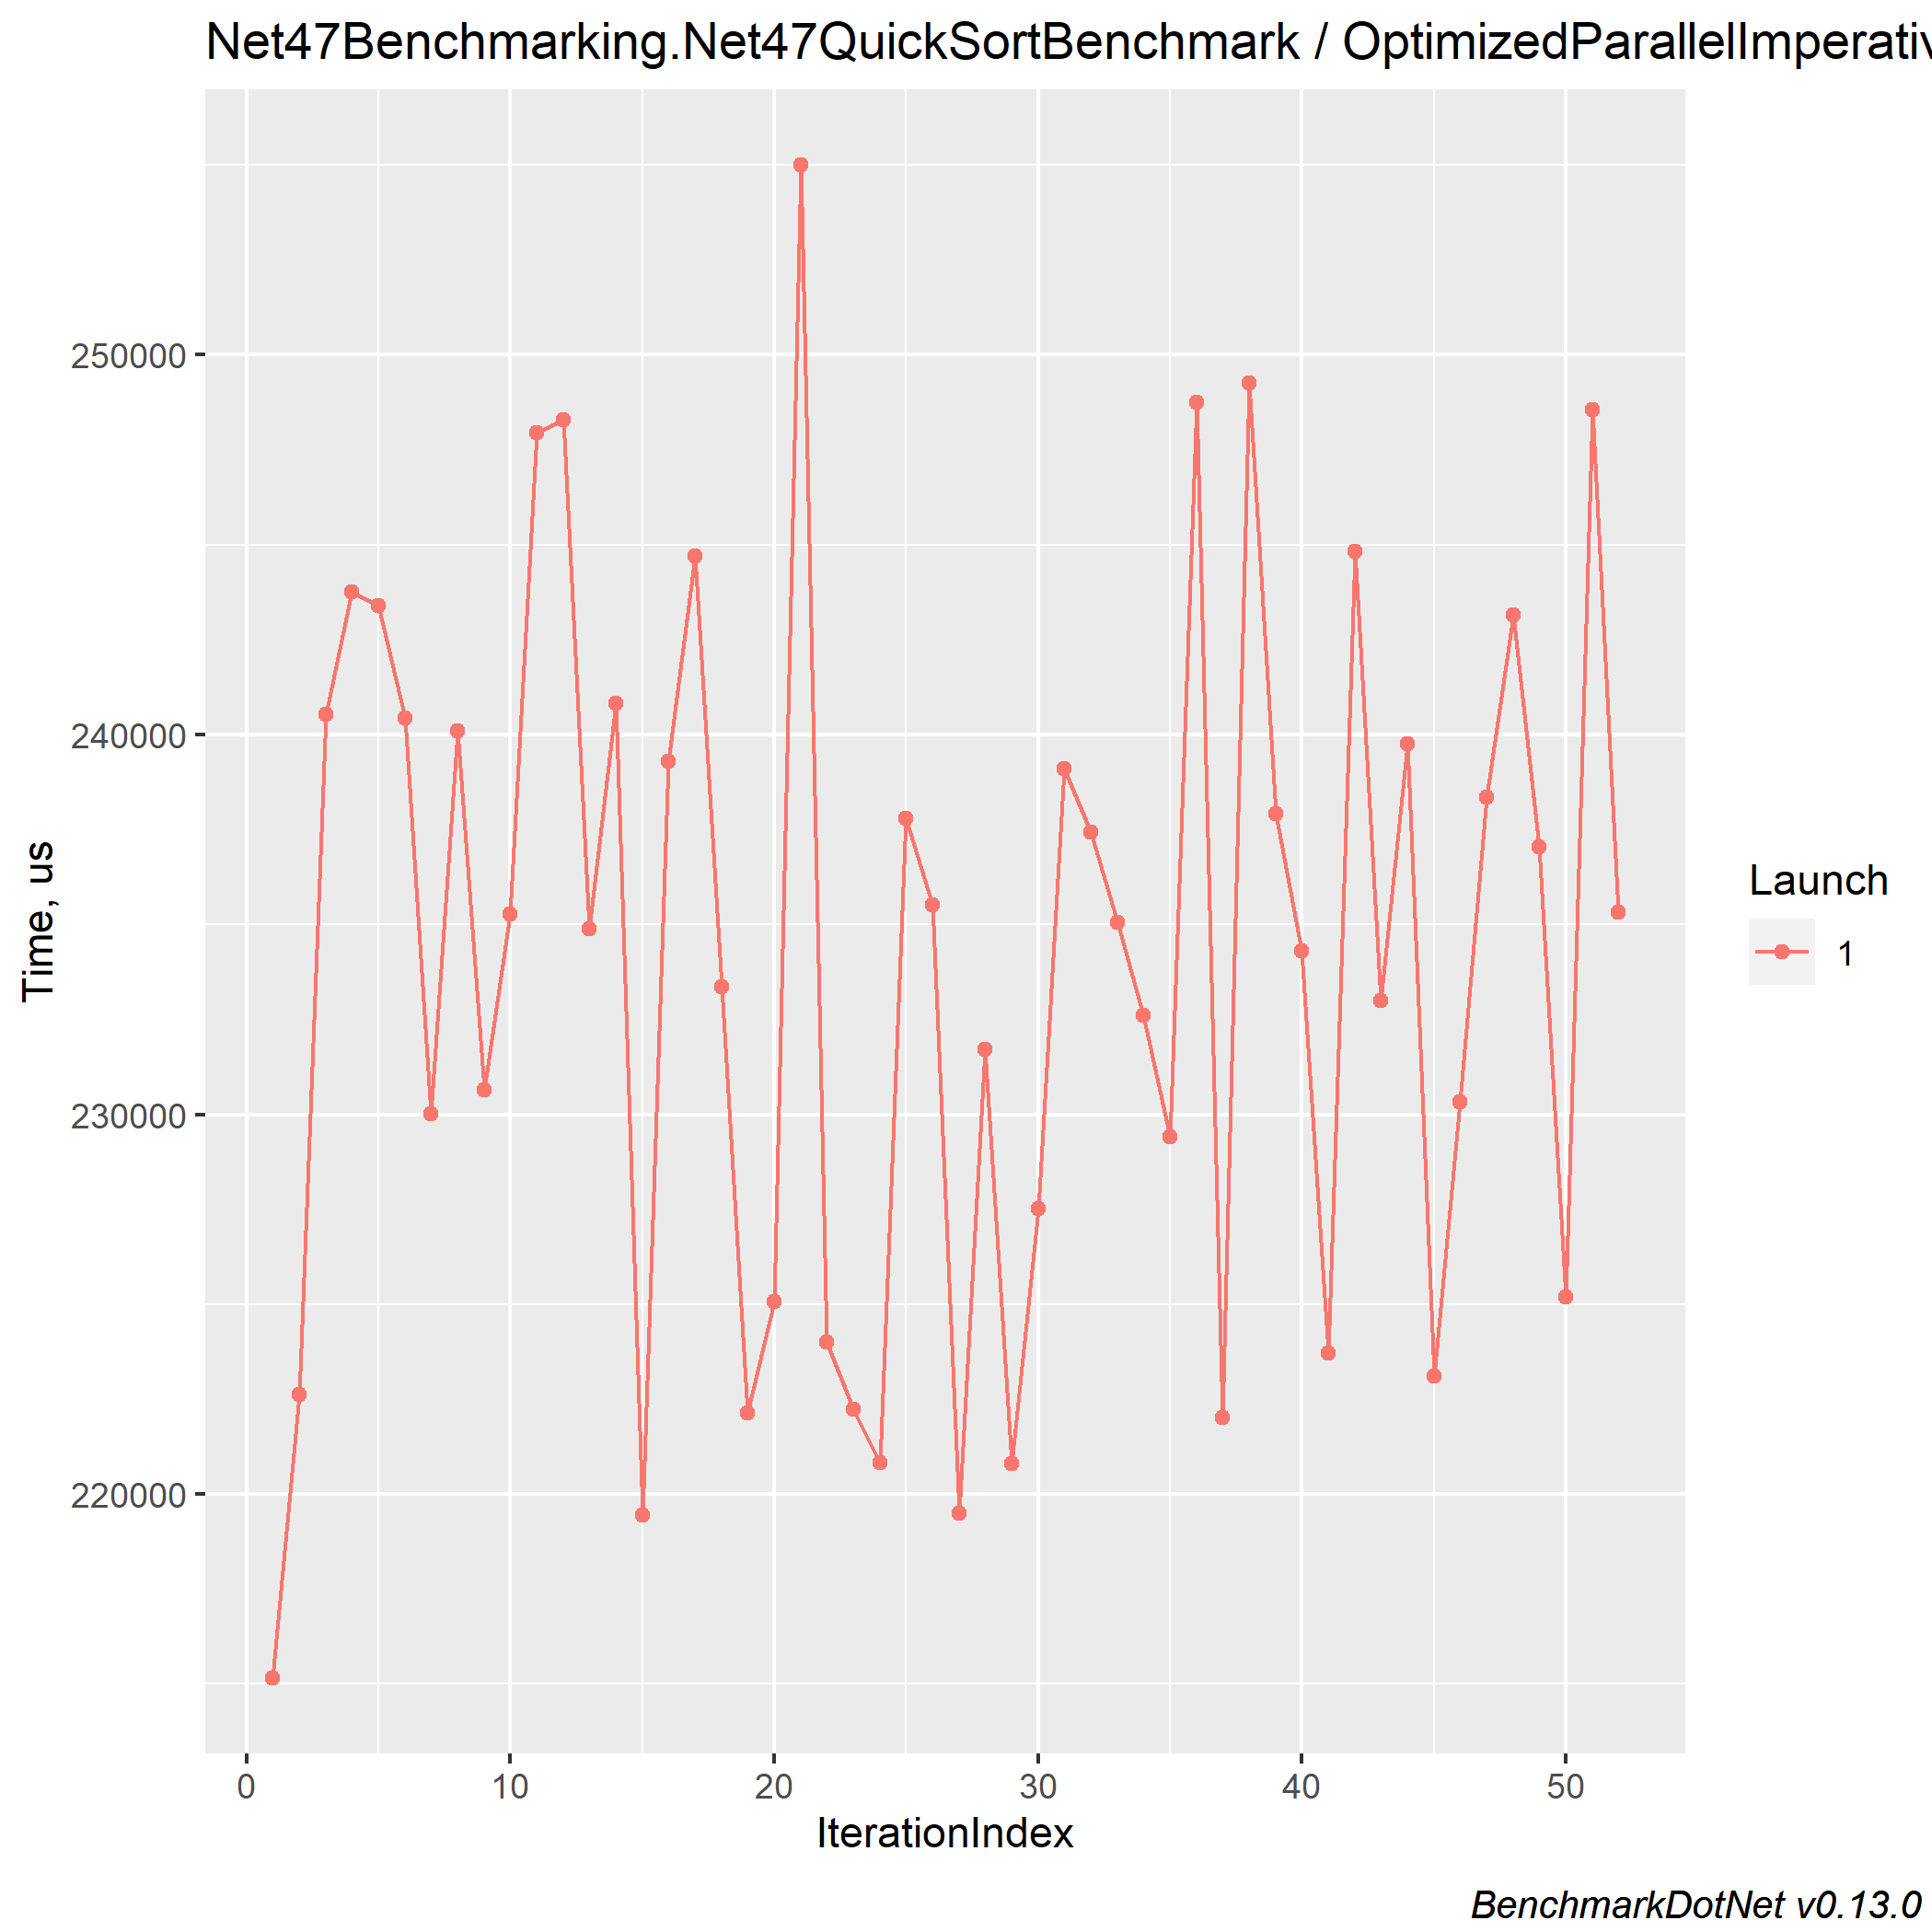 Net47Benchmarking.Net47QuickSortBenchmark / OptimizedParallelImperativ
250000
240000
230000
220000
Time, us
0 10 20 30 40 50
IterationIndex
Launch
1
BenchmarkDotNet v0.13.0